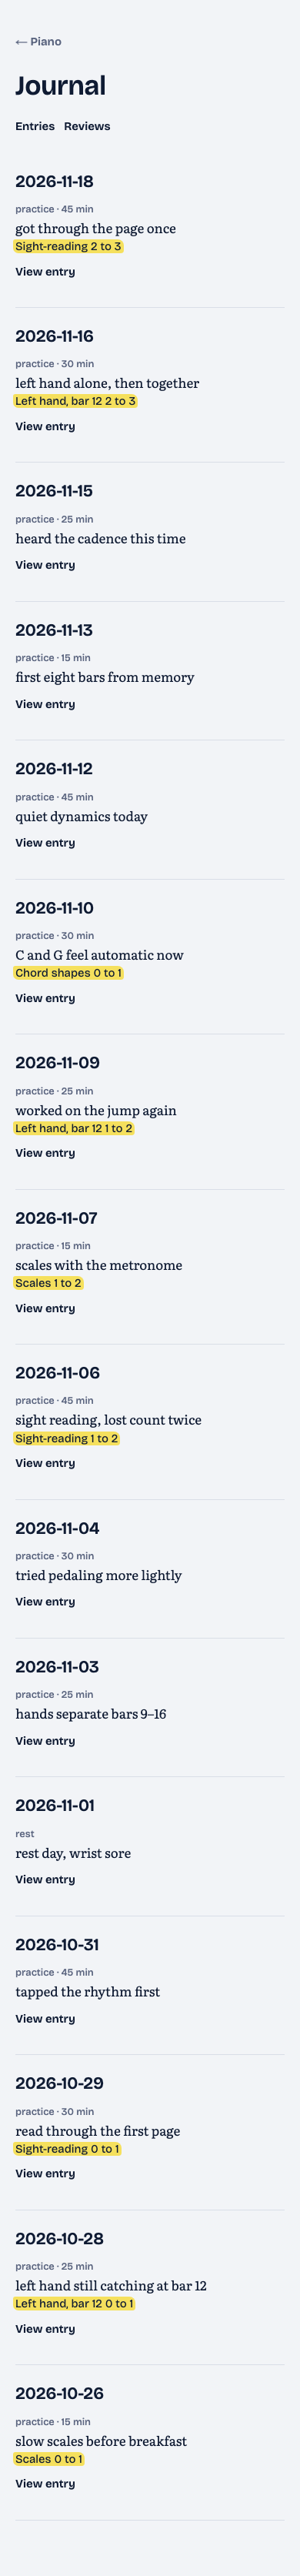 ← Piano
Journal
Entries Reviews
2026-11-18
practice · 45 min
got through the page once
Sight-reading 2 to 3
View entry
2026-11-16
practice · 30 min
left hand alone, then together
Left hand, bar 12 2 to 3
View entry
2026-11-15
practice · 25 min
heard the cadence this time
View entry
2026-11-13
practice · 15 min
first eight bars from memory
View entry
2026-11-12
practice · 45 min
quiet dynamics today
View entry
2026-11-10
practice · 30 min
C and G feel automatic now
Chord shapes 0 to 1
View entry
2026-11-09
practice · 25 min
worked on the jump again
Left hand, bar 12 1 to 2
View entry
2026-11-07
practice · 15 min
scales with the metronome
Scales 1 to 2
View entry
2026-11-06
practice · 45 min
sight reading, lost count twice
Sight-reading 1 to 2
View entry
2026-11-04
practice · 30 min
tried pedaling more lightly
View entry
2026-11-03
practice · 25 min
hands separate bars 9–16
View entry
2026-11-01
rest
rest day, wrist sore
View entry
2026-10-31
practice · 45 min
tapped the rhythm first
View entry
2026-10-29
practice · 30 min
read through the first page
Sight-reading 0 to 1
View entry
2026-10-28
practice · 25 min
left hand still catching at bar 12
Left hand, bar 12 0 to 1
View entry
2026-10-26
practice · 15 min
slow scales before breakfast
Scales 0 to 1
View entry